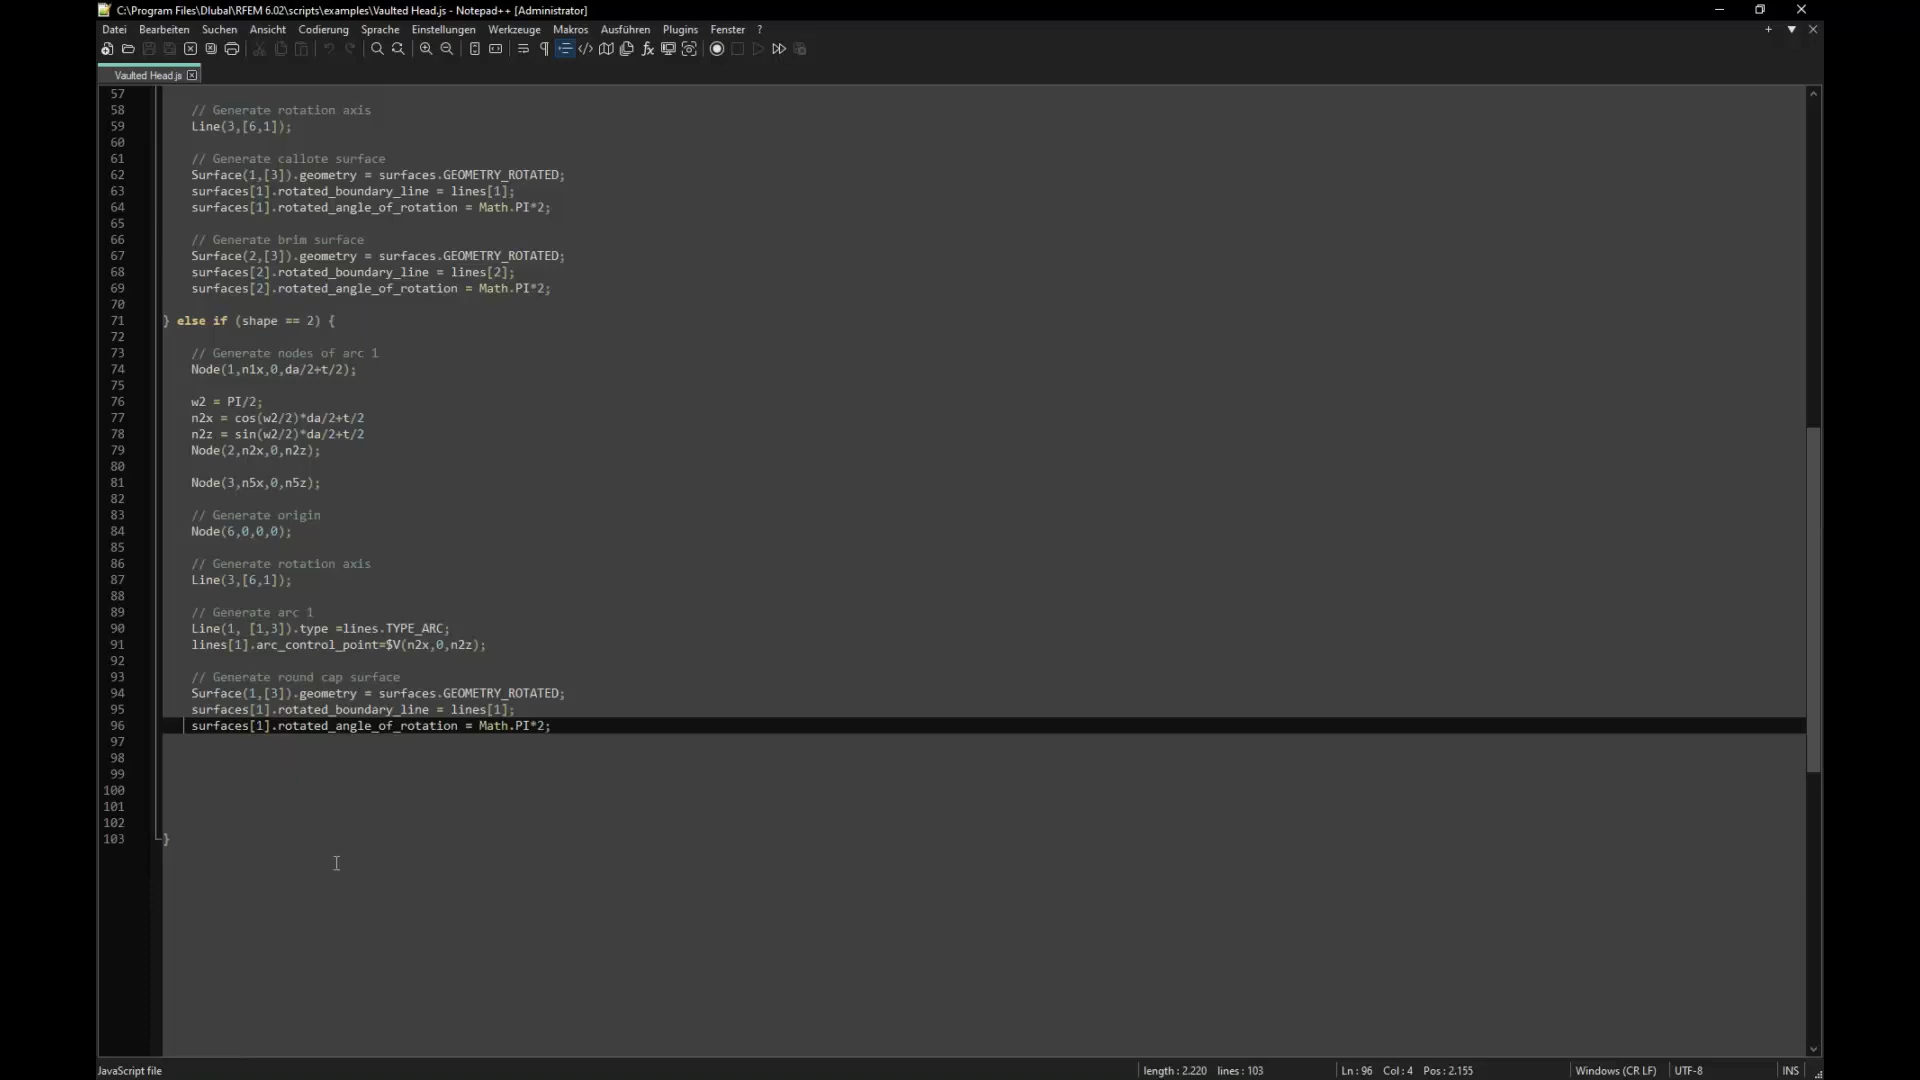 C:\Program Files\Dlubal\RFEM 6.02\scripts\examples\Vaulted Head.js - Notepad++ [Administrator]
Datei Bearbeiten Suchen Ansicht Codierung Sprache Einstellungen Werkzeuge Makros Ausführen Plugins Fenster ?
Vaulted Head.js
57
58 // Generate rotation axis
59 Line(3,[6,1]);
60
61 // Generate callote surface
62 Surface(1,[3]).geometry = surfaces.GEOMETRY_ROTATED;
63 surfaces[1].rotated_boundary_line = lines[1];
64 surfaces[1].rotated_angle_of_rotation = Math.PI*2;
65
66 // Generate brim surface
67 Surface(2,[3]).geometry = surfaces.GEOMETRY_ROTATED;
68 surfaces[2].rotated_boundary_line = lines[2];
69 surfaces[2].rotated_angle_of_rotation = Math.PI*2;
70
71 } else if (shape == 2) {
72
73 // Generate nodes of arc 1
74 Node(1,n1x,0,da/2+t/2);
75
76 w2 = PI/2;
77 n2x = cos(w2/2)*da/2+t/2
78 n2z = sin(w2/2)*da/2+t/2
79 Node(2,n2x,0,n2z);
80
81 Node(3,n5x,0,n5z);
82
83 // Generate origin
84 Node(6,0,0,0);
85
86 // Generate rotation axis
87 Line(3,[6,1]);
88
89 // Generate arc 1
90 Line(1, [1,3]).type =lines.TYPE_ARC;
91 lines[1].arc_control_point=$V(n2x,0,n2z);
92
93 // Generate round cap surface
94 Surface(1,[3]).geometry = surfaces.GEOMETRY_ROTATED;
95 surfaces[1].rotated_boundary_line = lines[1];
96 surfaces[1].rotated_angle_of_rotation = Math.PI*2;
97
98
99
100
101
102
103 }
JavaScript file length : 2.220 lines : 103 Ln : 96 Col : 4 Pos : 2.155 Windows (CR LF) UTF-8 INS